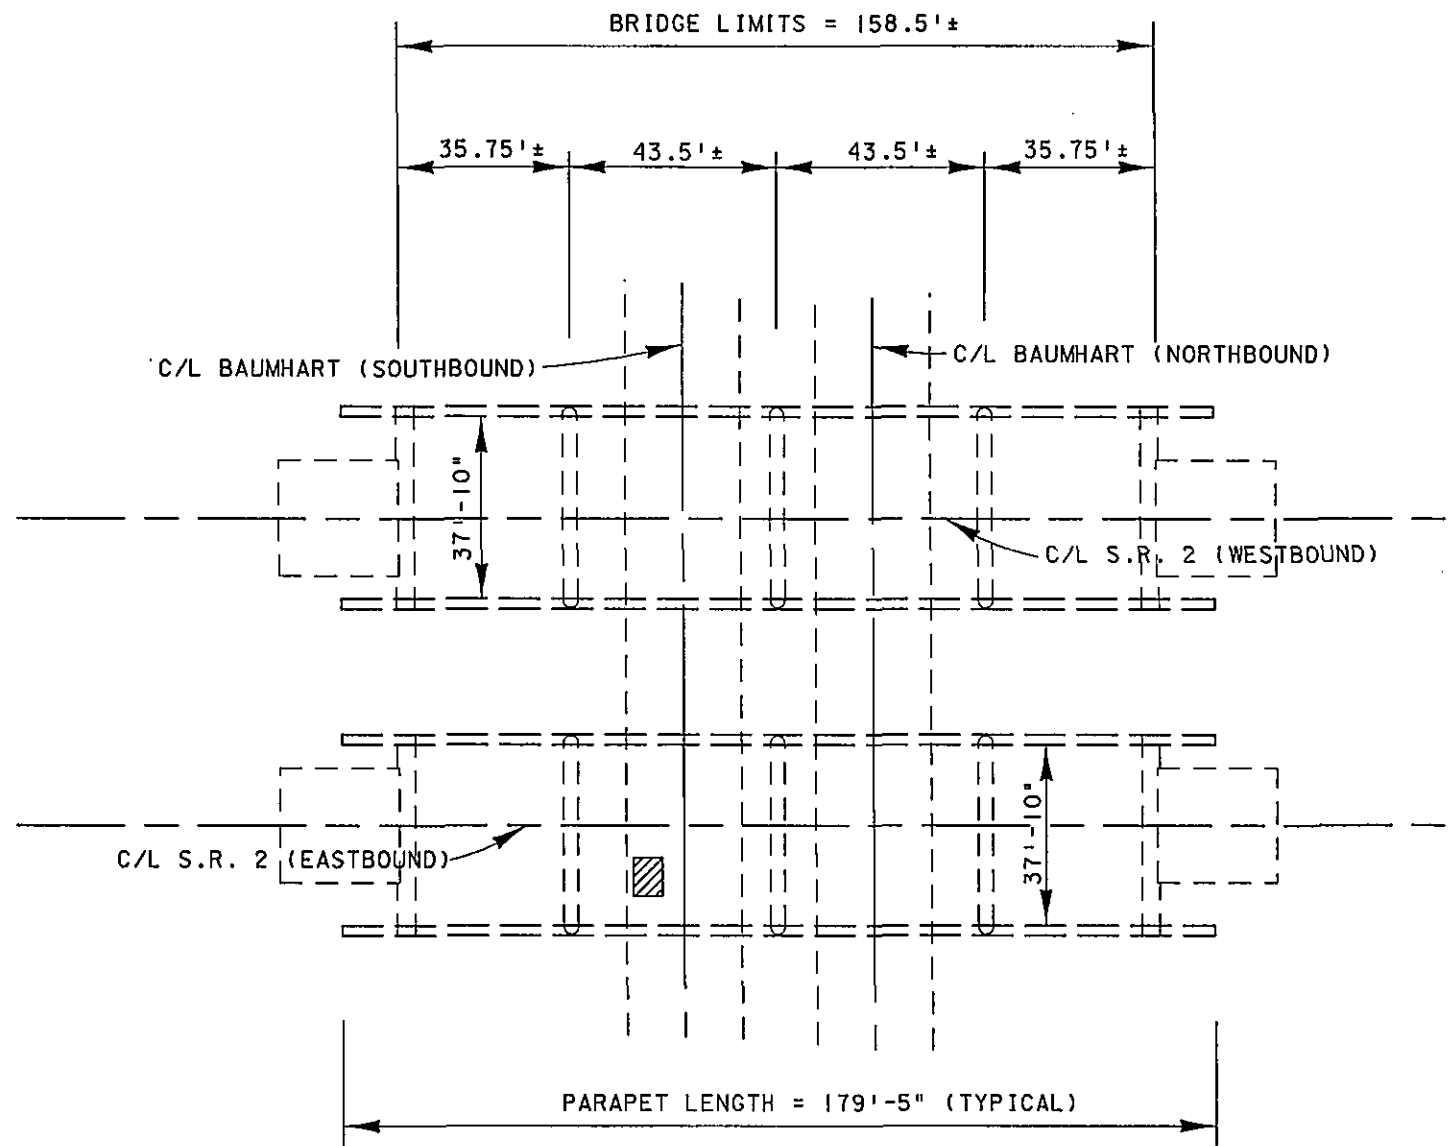 BRIDGE LIMITS = 158.5'±
35.75'±
43.5'±
43.5'±
35.75'±
C/L BAUMHART (SOUTHBOUND)
C/L BAUMHART (NORTHBOUND)
37'-10"
C/L S.R. 2 (WESTBOUND)
C/L S.R. 2 (EASTBOUND)
37'-10"
PARAPET LENGTH = 179'-5" (TYPICAL)